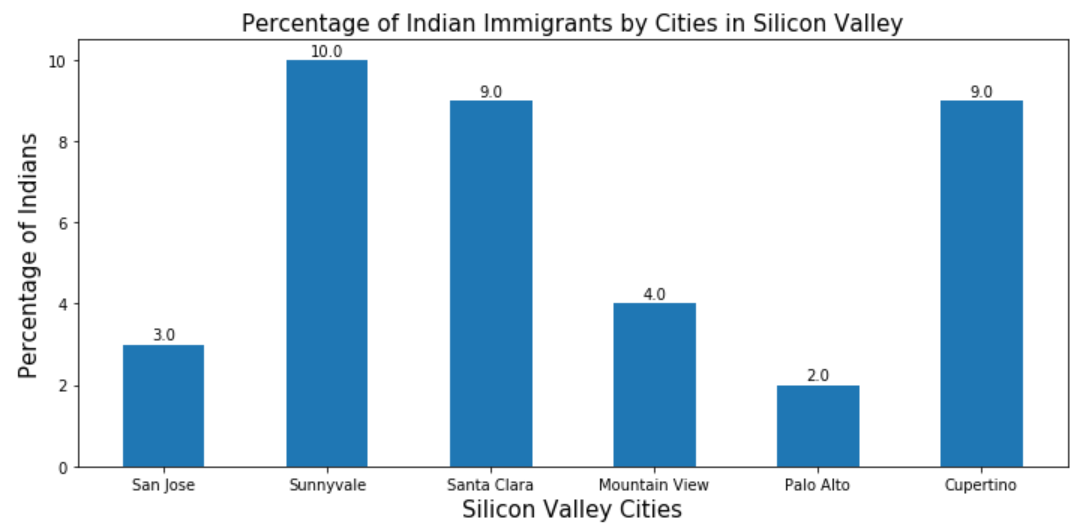 Percentage of Indian Immigrants by Cities in Silicon Valley
Percentage of Indians
10
8
6
4
2
0
3.0
10.0
9.0
4.0
2.0
9.0
San Jose
Sunnyvale
Santa Clara
Mountain View
Palo Alto
Cupertino
Silicon Valley Cities